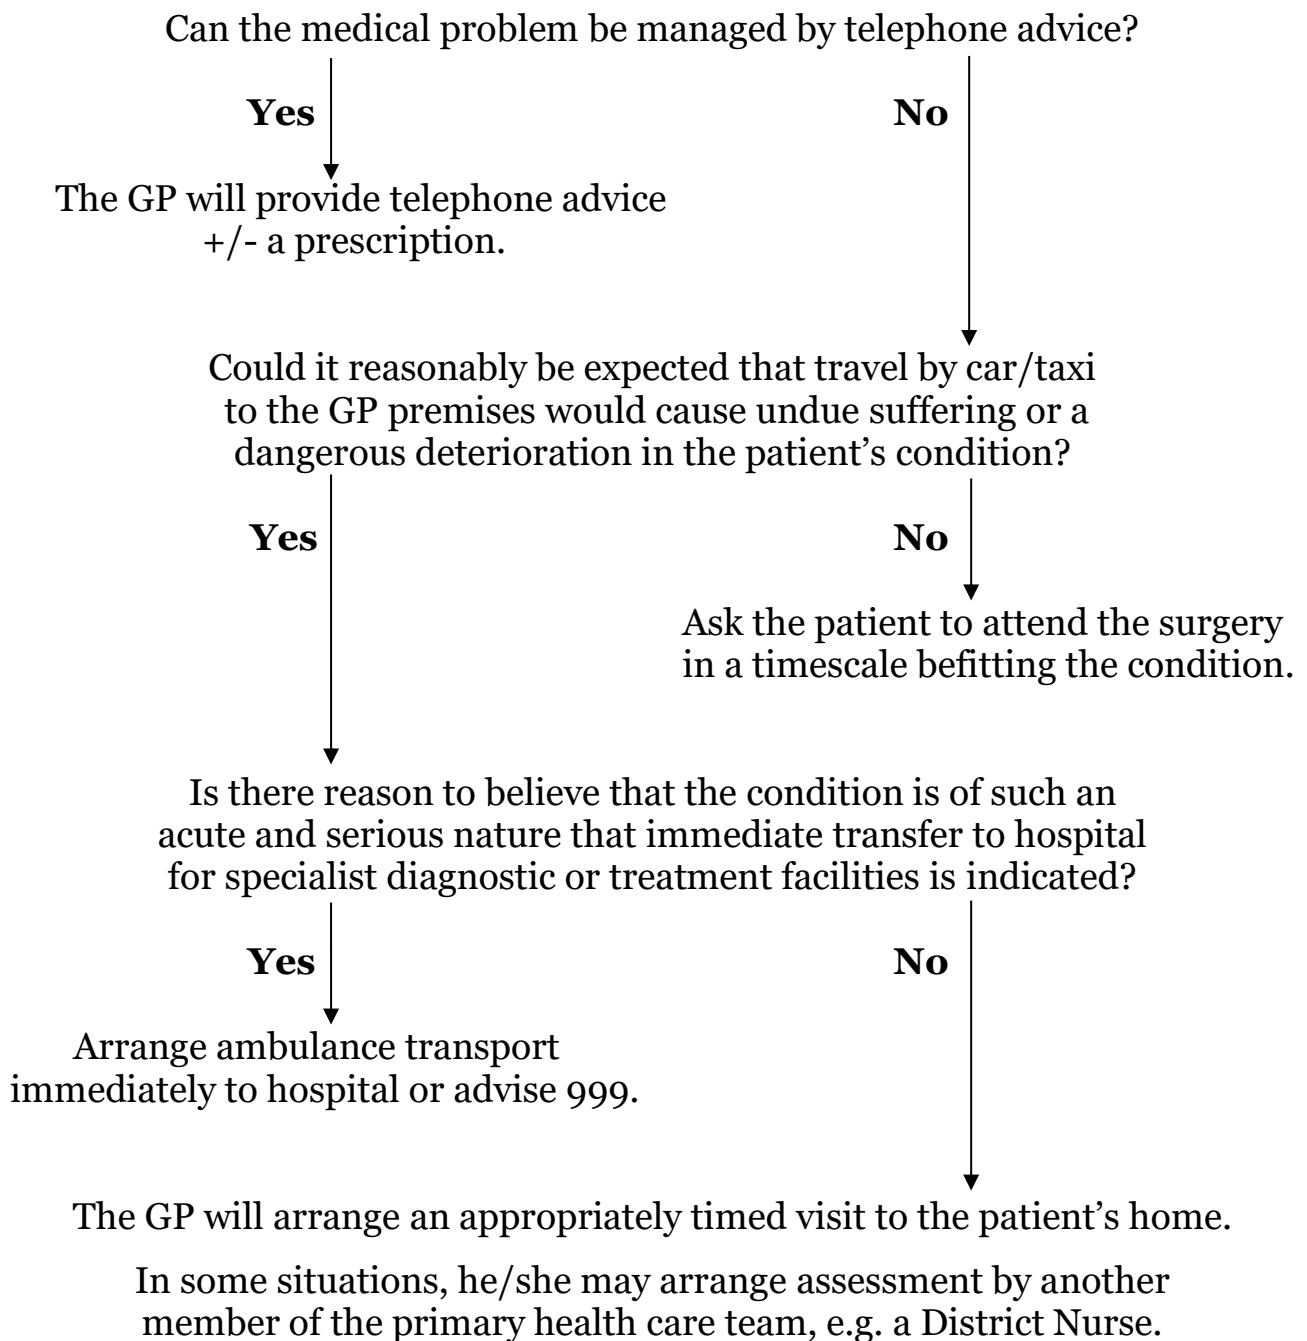 Can the medical problem be managed by telephone advice?
Yes
No
The GP will provide telephone advice
+/- a prescription.
Could it reasonably be expected that travel by car/taxi
to the GP premises would cause undue suffering or a
dangerous deterioration in the patient’s condition?
Yes
No
Ask the patient to attend the surgery
in a timescale befitting the condition.
Is there reason to believe that the condition is of such an
acute and serious nature that immediate transfer to hospital
for specialist diagnostic or treatment facilities is indicated?
Yes
No
Arrange ambulance transport
immediately to hospital or advise 999.
The GP will arrange an appropriately timed visit to the patient’s home.
In some situations, he/she may arrange assessment by another
member of the primary health care team, e.g. a District Nurse.